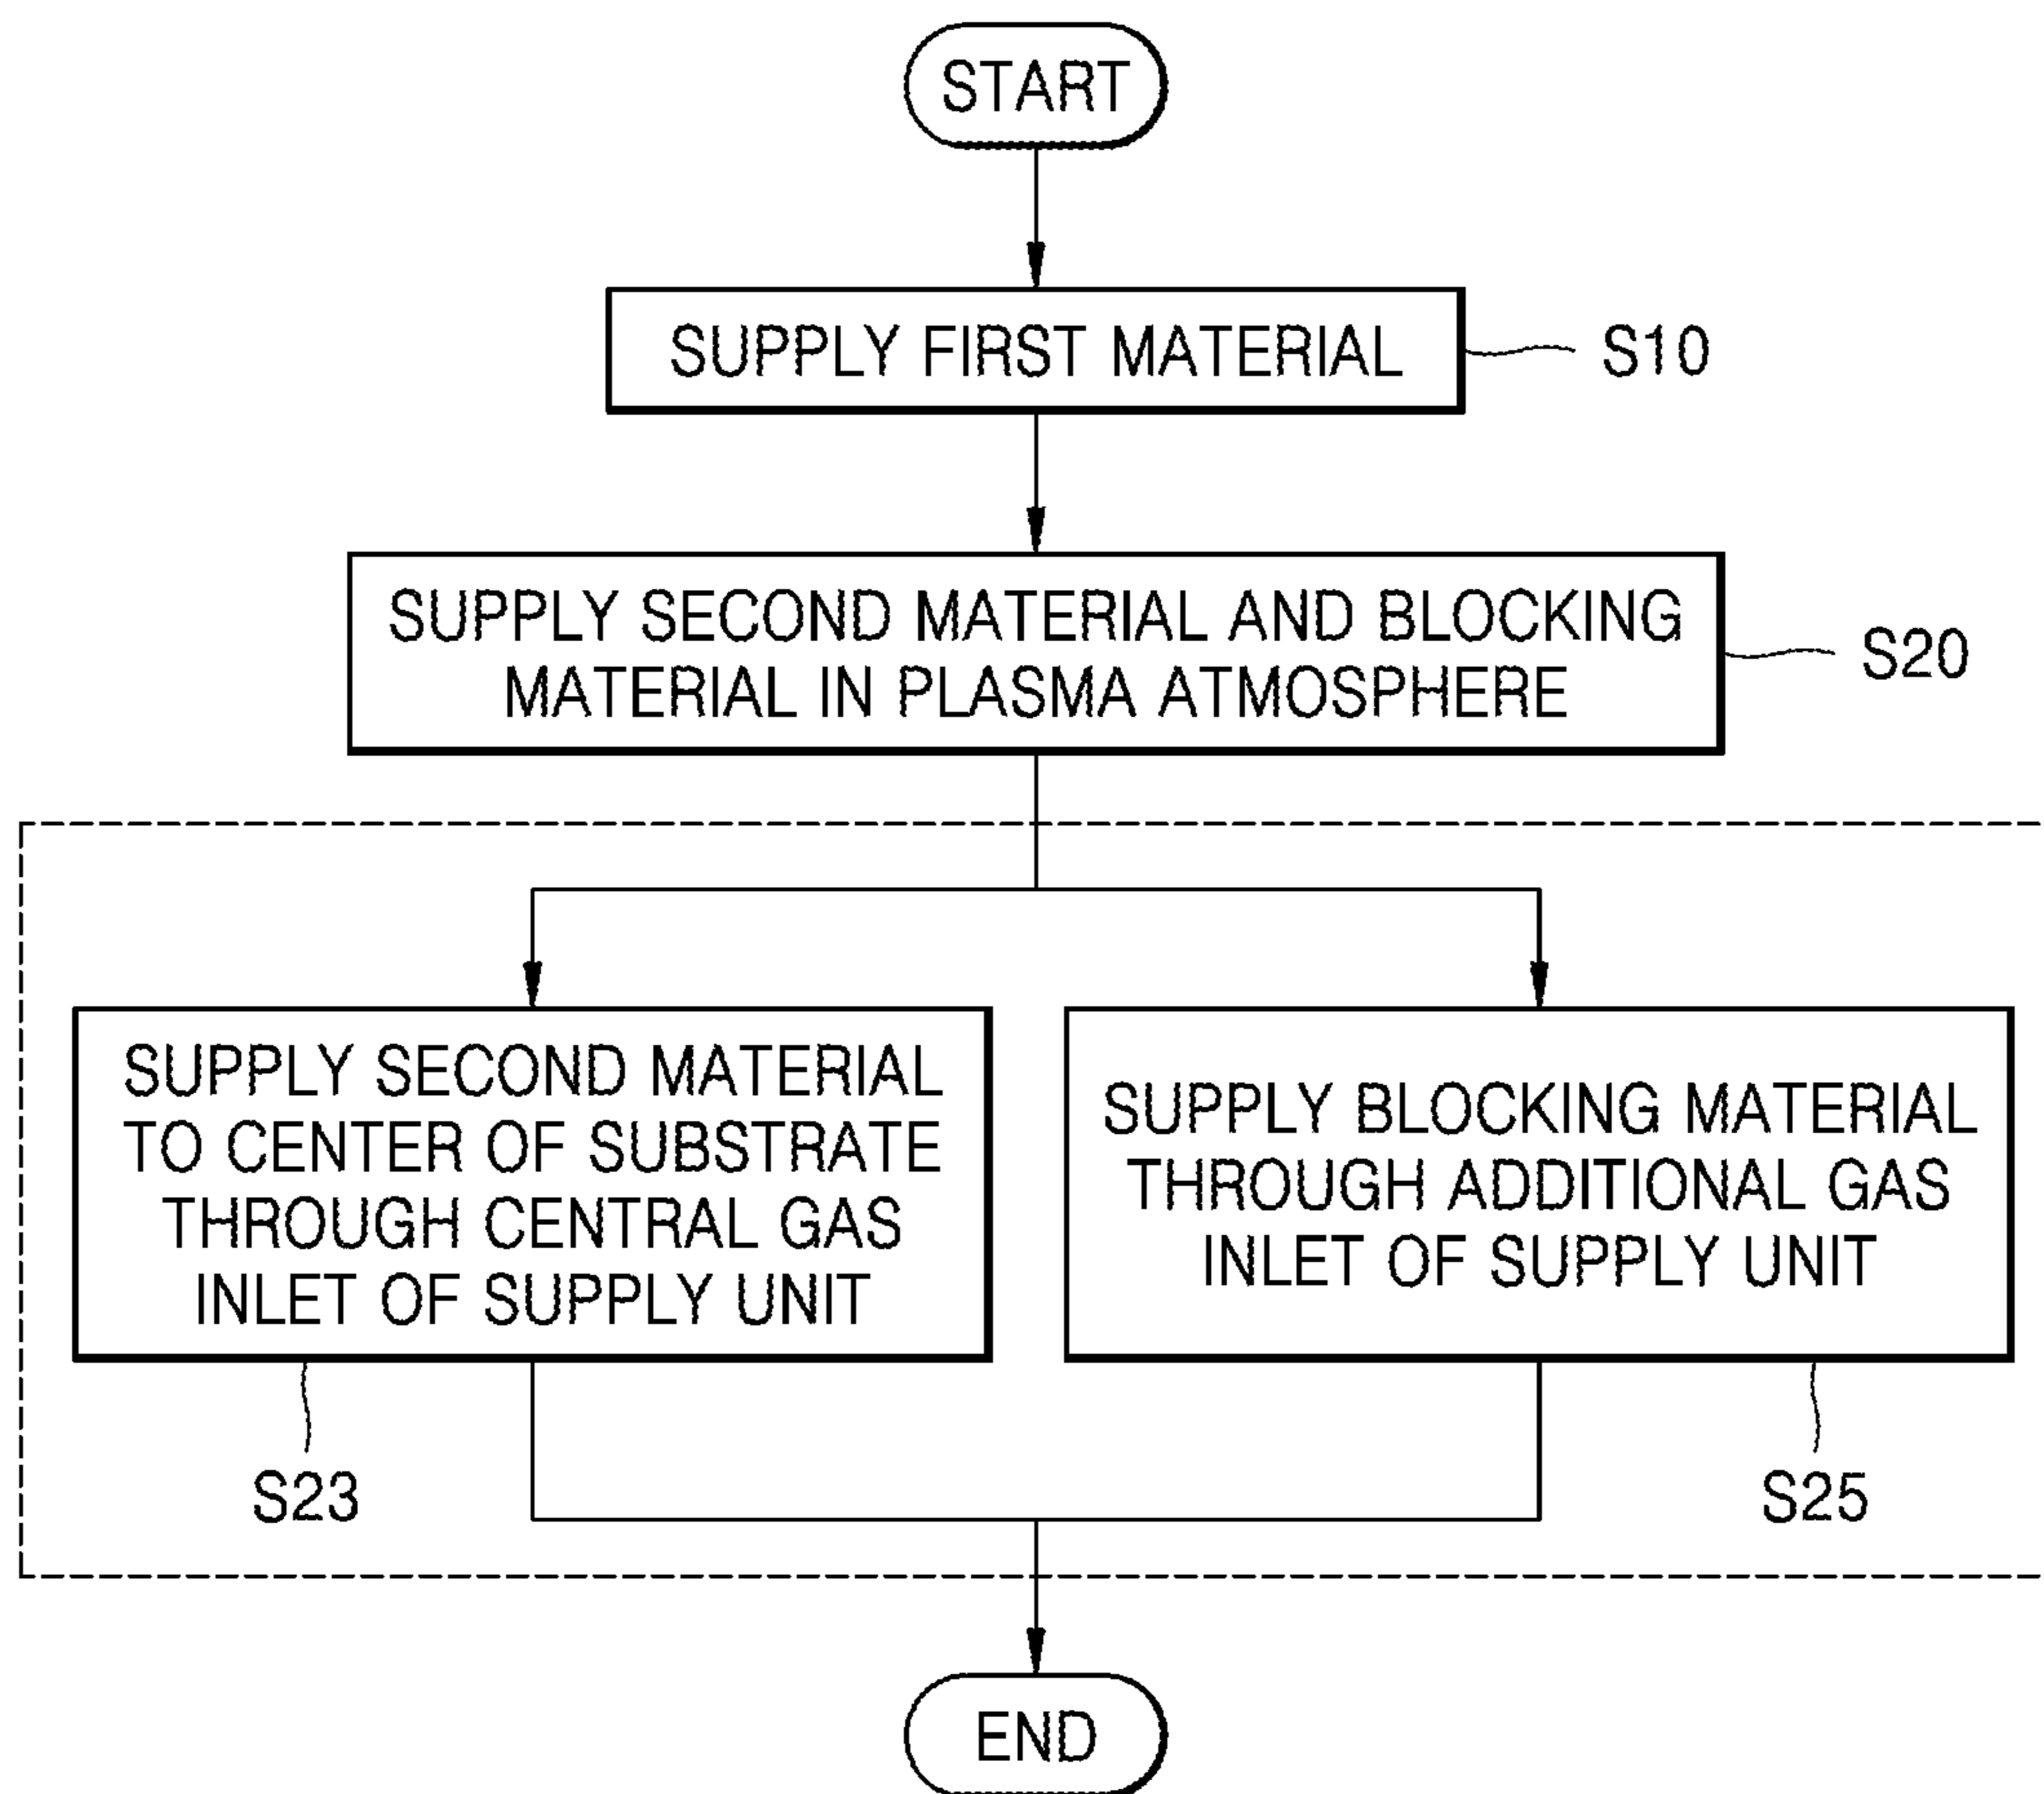 START
SUPPLY FIRST MATERIAL
S10
SUPPLY SECOND MATERIAL AND BLOCKING
MATERIAL IN PLASMA ATMOSPHERE
S20
SUPPLY SECOND MATERIAL
TO CENTER OF SUBSTRATE
THROUGH CENTRAL GAS
INLET OF SUPPLY UNIT
S23
SUPPLY BLOCKING MATERIAL
THROUGH ADDITIONAL GAS
INLET OF SUPPLY UNIT
S25
END